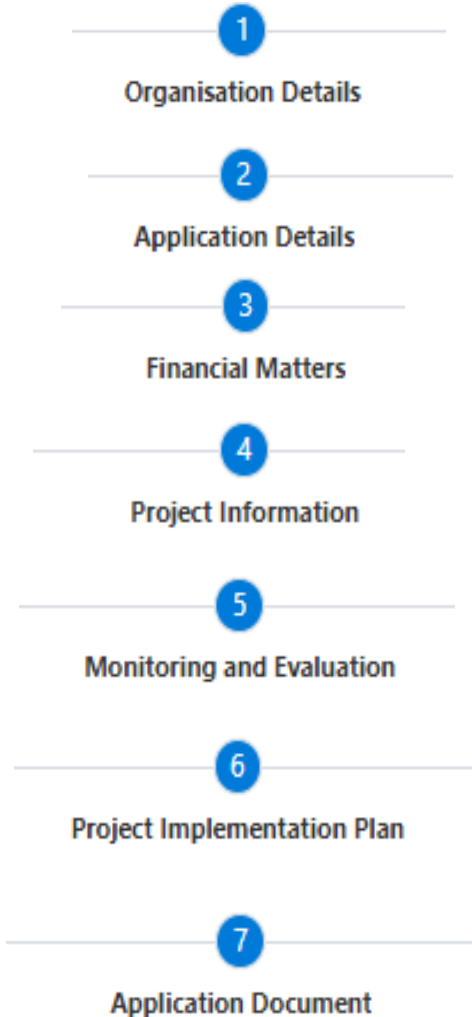 1
Organisation Details
2
Application Details
3
Financial Matters
4
Project Information
5
Monitoring and Evaluation
6
Project Implementation Plan
7
Application Document